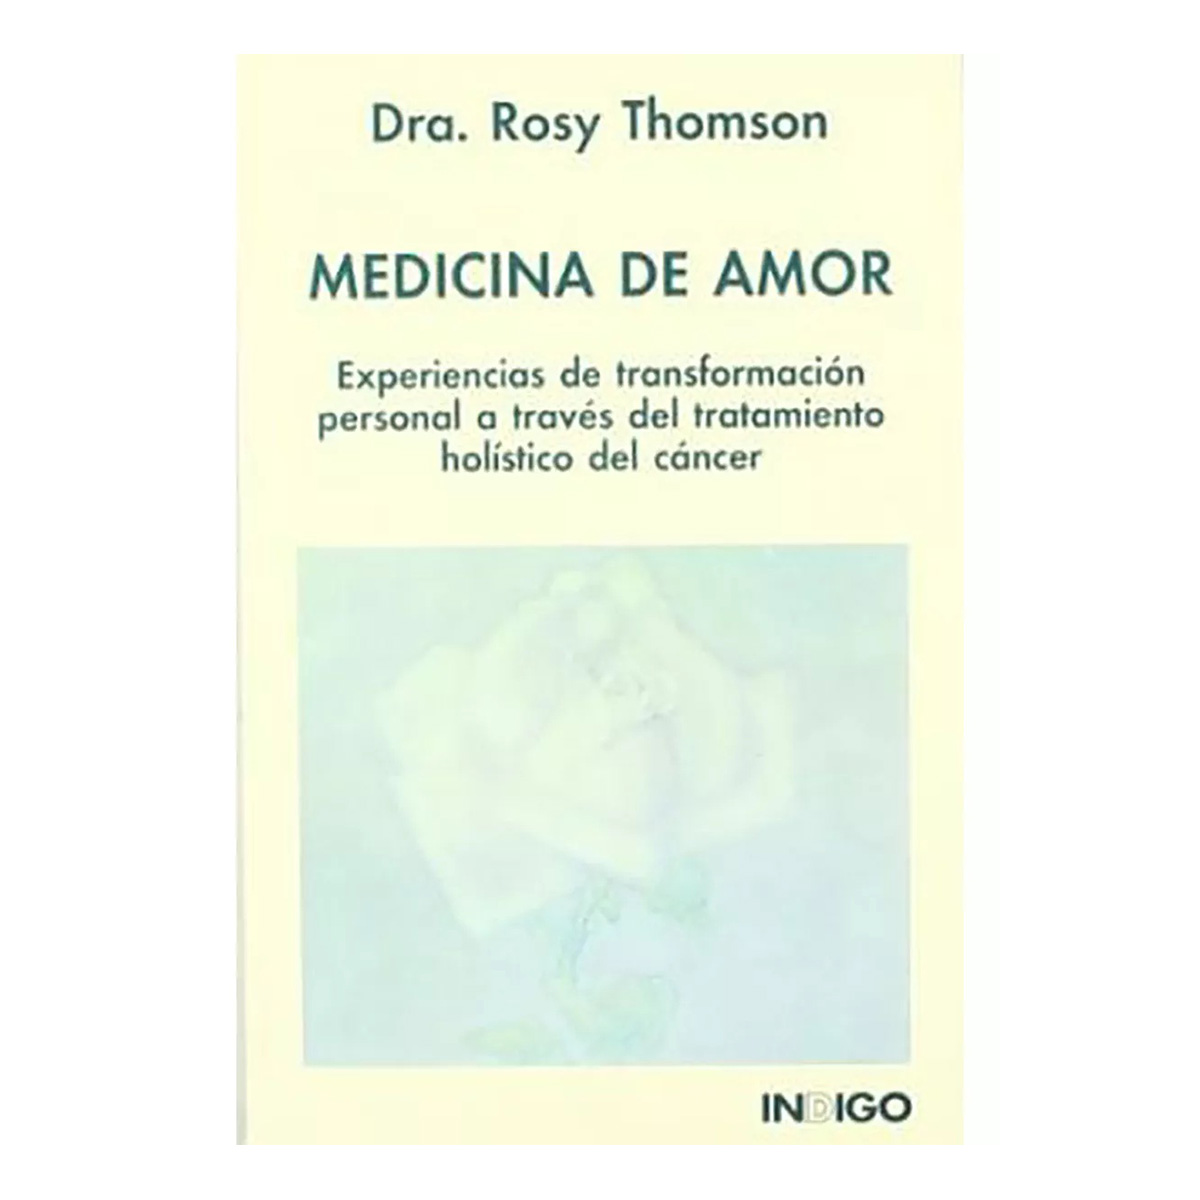 Dra. Rosy Thomson
MEDICINA DE AMOR
Experiencias de transformación
personal a través del tratamiento
holístico del cáncer
INDIGO